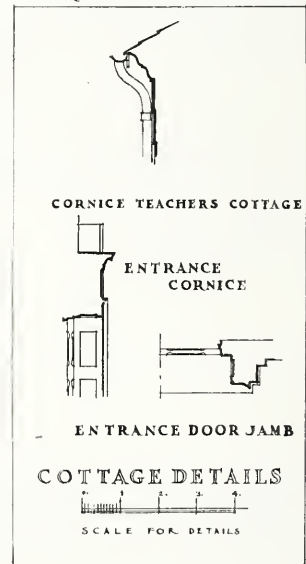 CORNICE TEACHERS COTTAGE
ENTRANCE
CORNICE
ENTRANCE DOOR JAMB
COTTAGE DETAILS
0. 1 2. 3. 4.
SCALE FOR DETAILS